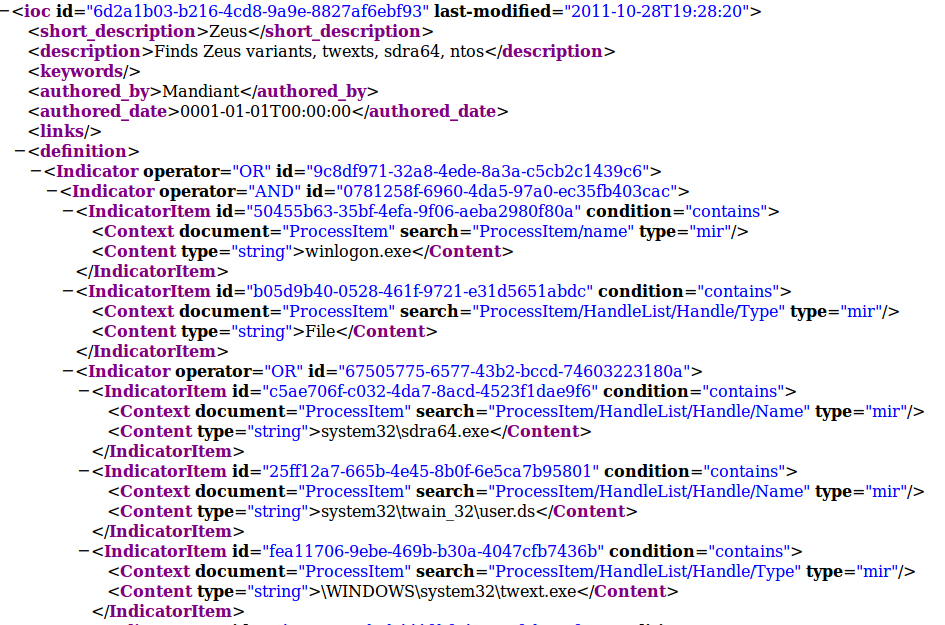 −<ioc id="6d2a1b03-b216-4cd8-9a9e-8827af6ebf93" last-modified="2011-10-28T19:28:20">
<short_description>Zeus</short_description>
<description>Finds Zeus variants, twexts, sdra64, ntos</description>
<keywords/>
<authored_by>Mandiant</authored_by>
<authored_date>0001-01-01T00:00:00</authored_date>
<links/>
−<definition>
−<Indicator operator="OR" id="9c8df971-32a8-4ede-8a3a-c5cb2c1439c6">
−<Indicator operator="AND" id="0781258f-6960-4da5-97a0-ec35fb403cac">
−<IndicatorItem id="50455b63-35bf-4efa-9f06-aeba2980f80a" condition="contains">
<Context document="ProcessItem" search="ProcessItem/name" type="mir"/>
<Content type="string">winlogon.exe</Content>
</IndicatorItem>
−<IndicatorItem id="b05d9b40-0528-461f-9721-e31d5651abdc" condition="contains">
<Context document="ProcessItem" search="ProcessItem/HandleList/Handle/Type" type="mir"/>
<Content type="string">File</Content>
</IndicatorItem>
−<Indicator operator="OR" id="67505775-6577-43b2-bccd-74603223180a">
−<IndicatorItem id="c5ae706f-c032-4da7-8acd-4523f1dae9f6" condition="contains">
<Context document="ProcessItem" search="ProcessItem/HandleList/Handle/Name" type="mir"/>
<Content type="string">system32\sdra64.exe</Content>
</IndicatorItem>
−<IndicatorItem id="25ff12a7-665b-4e45-8b0f-6e5ca7b95801" condition="contains">
<Context document="ProcessItem" search="ProcessItem/HandleList/Handle/Name" type="mir"/>
<Content type="string">system32\twain_32\user.ds</Content>
</IndicatorItem>
−<IndicatorItem id="fea11706-9ebe-469b-b30a-4047cfb7436b" condition="contains">
<Context document="ProcessItem" search="ProcessItem/HandleList/Handle/Type" type="mir"/>
<Content type="string">\WINDOWS\system32\twext.exe</Content>
</IndicatorItem>